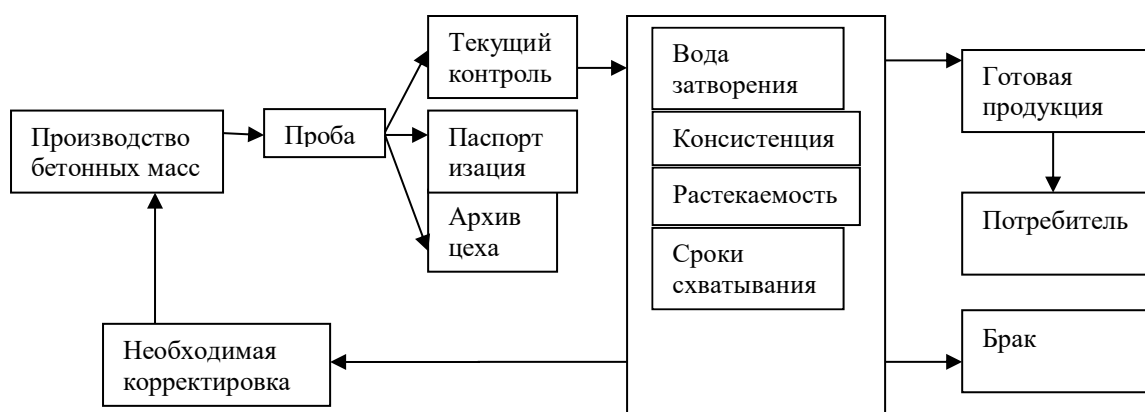 Производство
бетонных масс
Проба
Текущий
контроль
Паспорт
изация
Архив
цеха
Вода
затворения
Консистенция
Растекаемость
Сроки
схватывания
Готовая
продукция
Потребитель
Брак
Необходимая
корректировка